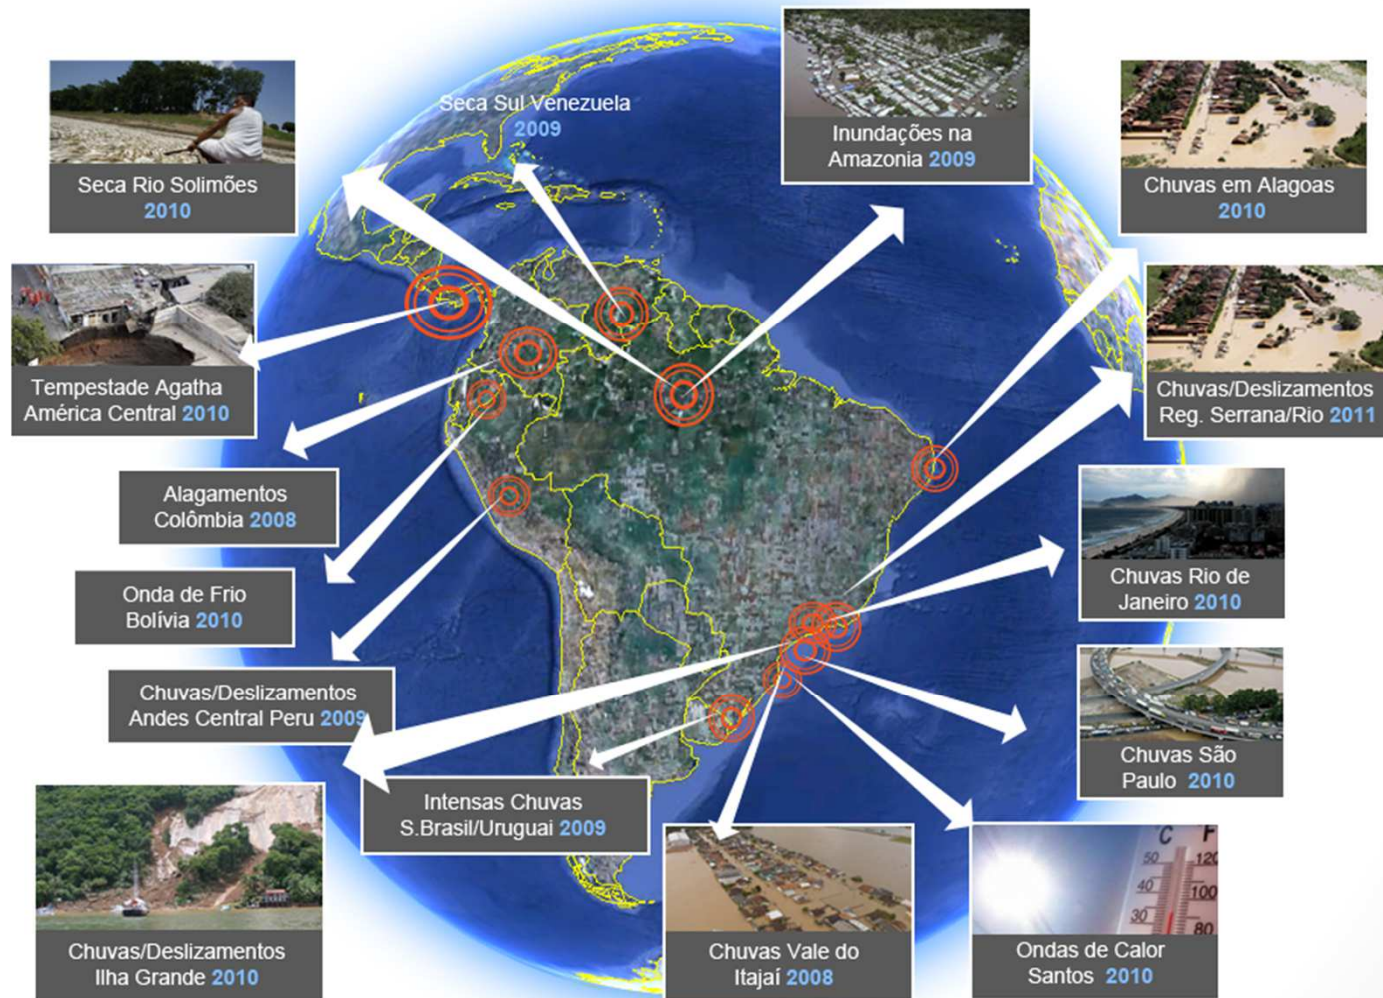 Seca Sul Venezuela
2009
Inundações na
Amazonia 2009
Seca Rio Solimões
2010
Chuvas em Alagoas
2010
Tempestade Agatha
América Central 2010
Chuvas/Deslizamentos
Reg. Serrana/Rio 2011
Alagamentos
Colômbia 2008
Chuvas Rio de
Janeiro 2010
Onda de Frio
Bolívia 2010
Chuvas/Deslizamentos
Andes Central Peru 2009
Chuvas São
Paulo 2010
Intensas Chuvas
S.Brasil/Uruguai 2009
Chuvas/Deslizamentos
Ilha Grande 2010
Chuvas Vale do
Itajaí 2008
C F
50 120
40 100
30 80
Ondas de Calor
Santos 2010